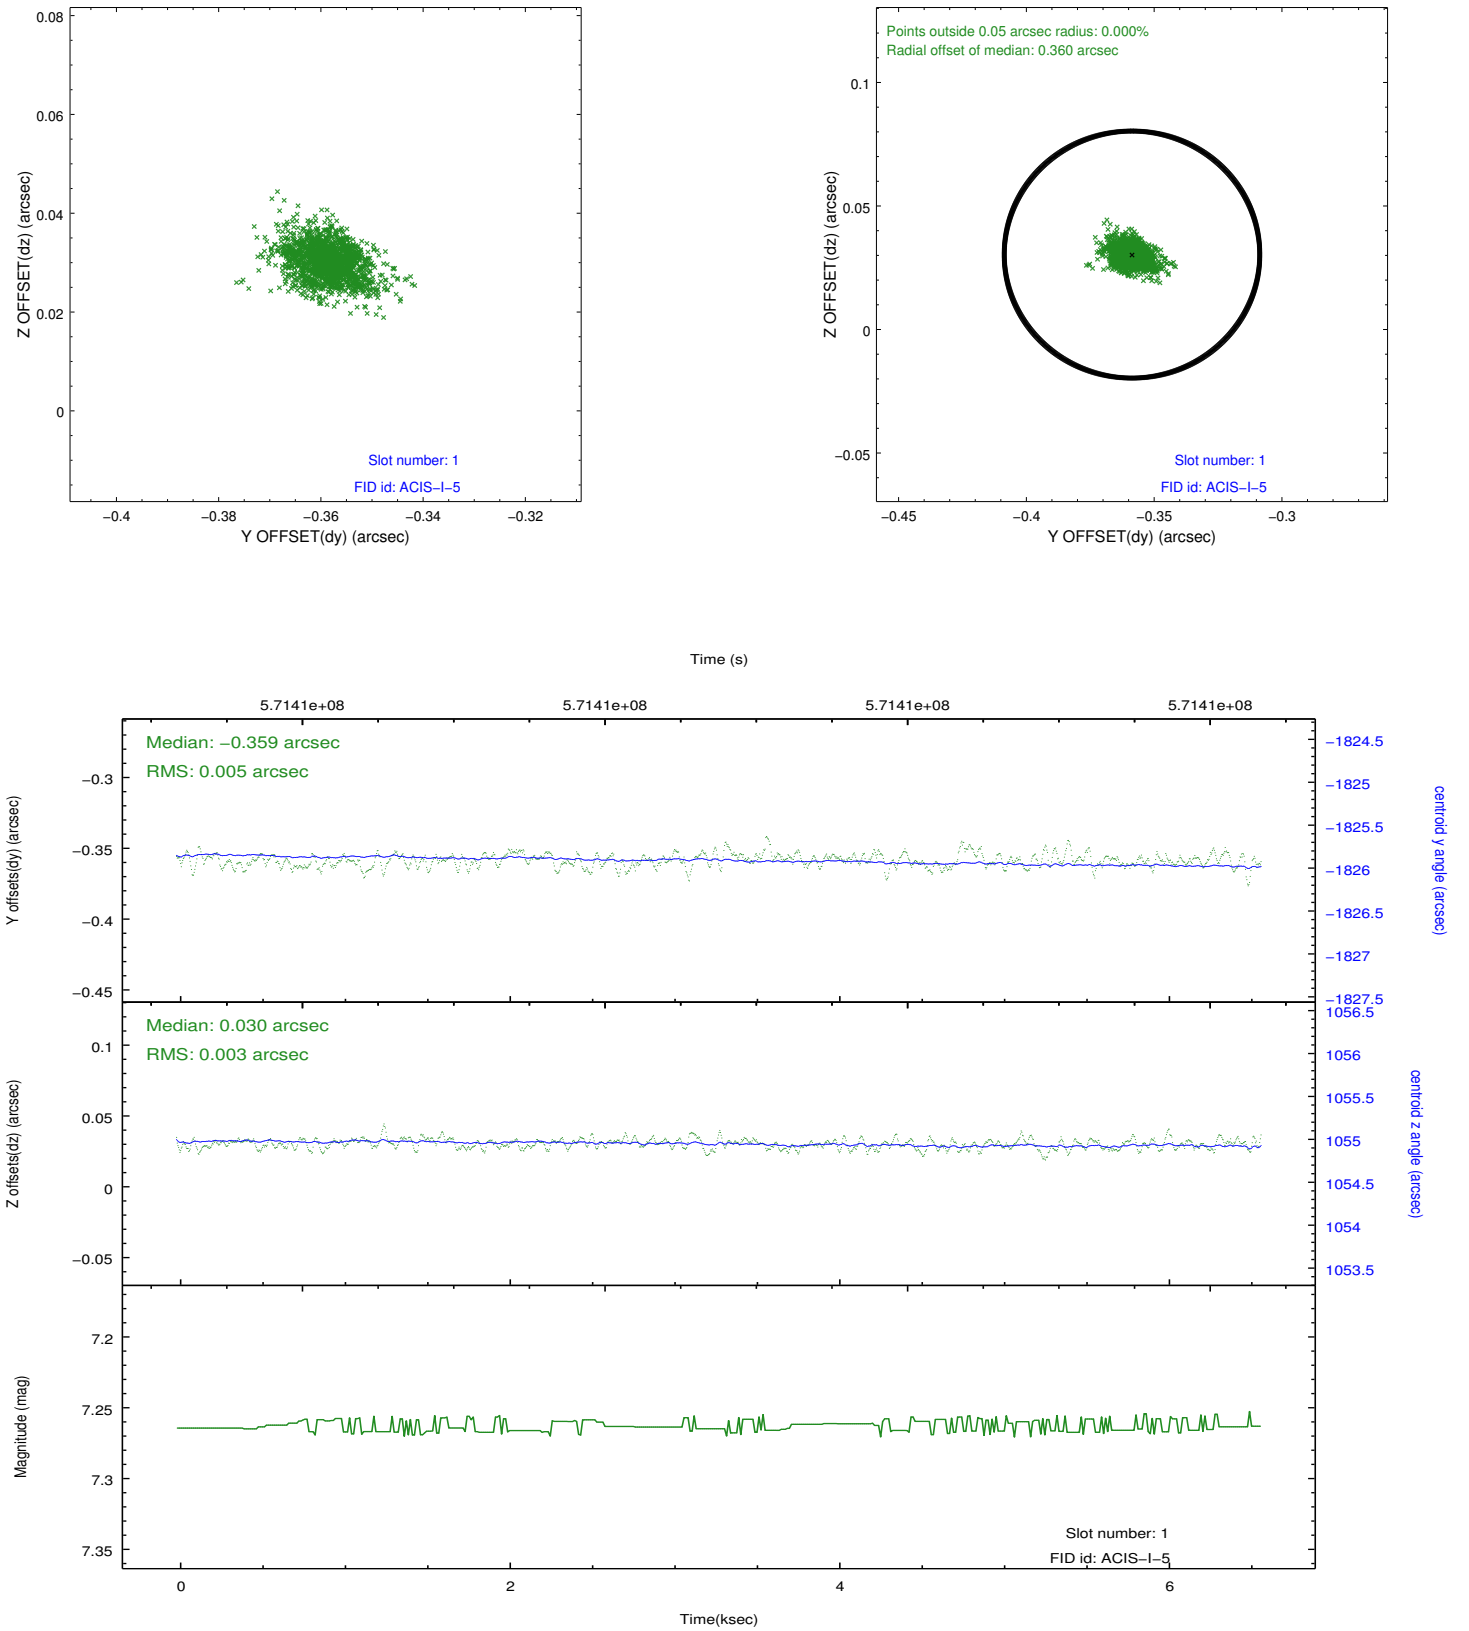 0.08
0.06
0.04
0.02
0
Z OFFSET(dz) (arcsec)
Slot number: 1
FID id: ACIS−I−5
−0.4
−0.38
−0.36
−0.34
−0.32
Y OFFSET(dy) (arcsec)
Points outside 0.05 arcsec radius: 0.000%
Radial offset of median: 0.360 arcsec
0.1
0.05
0
−0.05
Z OFFSET(dz) (arcsec)
Slot number: 1
FID id: ACIS−I−5
−0.45
−0.4
−0.35
−0.3
Y OFFSET(dy) (arcsec)
Time (s)
5.7141e+08
5.7141e+08
5.7141e+08
5.7141e+08
Median: −0.359 arcsec
RMS: 0.005 arcsec
−0.3
−0.35
−0.4
−0.45
Y offsets(dy) (arcsec)
−1824.5
−1825
−1825.5
−1826
−1826.5
−1827
−1827.5
centroid y angle (arcsec)
Median: 0.030 arcsec
RMS: 0.003 arcsec
0.1
0.05
0
−0.05
Z offsets(dz) (arcsec)
1056.5
1056
1055.5
1055
1054.5
1054
1053.5
centroid z angle (arcsec)
7.2
7.25
7.3
7.35
Magnitude (mag)
Slot number: 1
FID id: ACIS−I−5
0
2
4
6
Time(ksec)